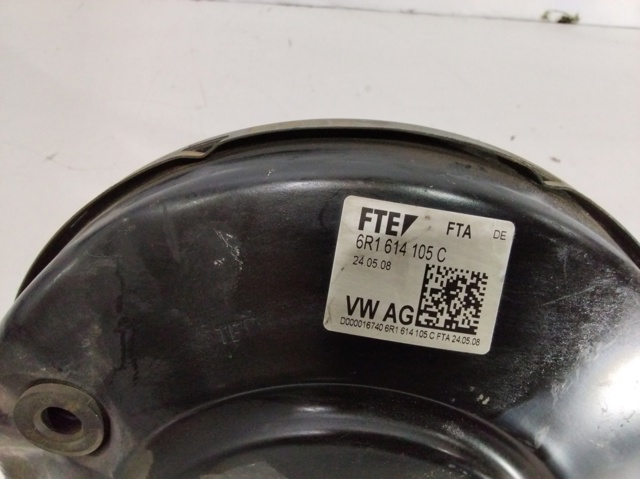 FTE FTA DE
6R1 614 105 C
24.05.08
VW AG
D000016740 6R1 614 105 C FTA 24.05.08